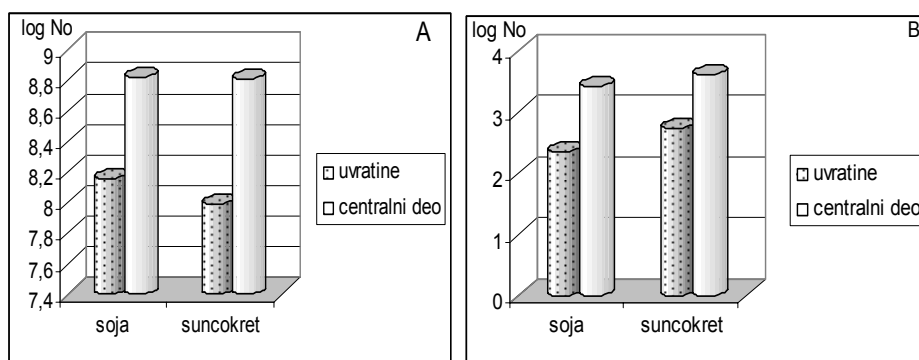 log No
A
9
8,8
8,6
8,4
8,2
8
7,8
7,6
7,4
soja
suncokret
uvratine
centralni deo
log No
B
4
3
2
1
0
soja
suncokret
uvratine
centralni deo